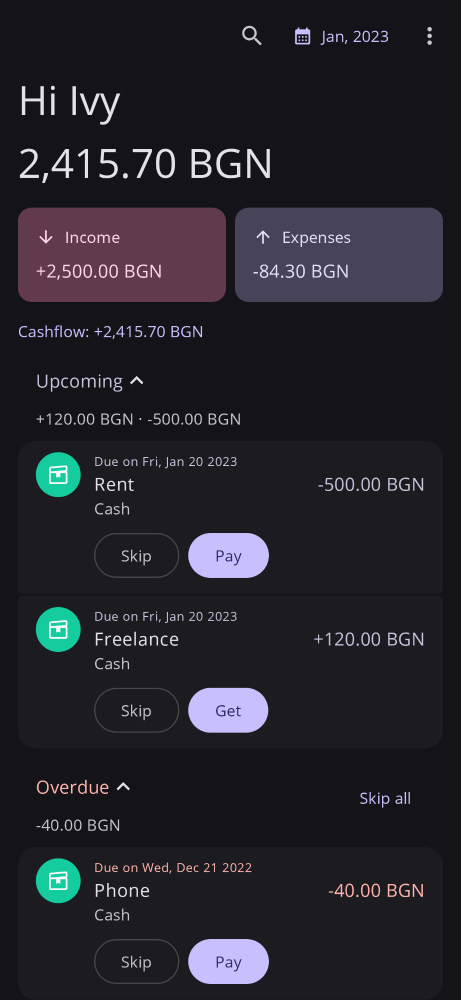 Jan, 2023
Hi Ivy
2,415.70 BGN
Income
+2,500.00 BGN
Expenses
-84.30 BGN
Cashflow: +2,415.70 BGN
Upcoming
+120.00 BGN · -500.00 BGN
Due on Fri, Jan 20 2023
Rent
-500.00 BGN
Cash
Skip
Pay
Due on Fri, Jan 20 2023
Freelance
+120.00 BGN
Cash
Skip
Get
Overdue
Skip all
-40.00 BGN
Due on Wed, Dec 21 2022
Phone
-40.00 BGN
Cash
Skip
Pay